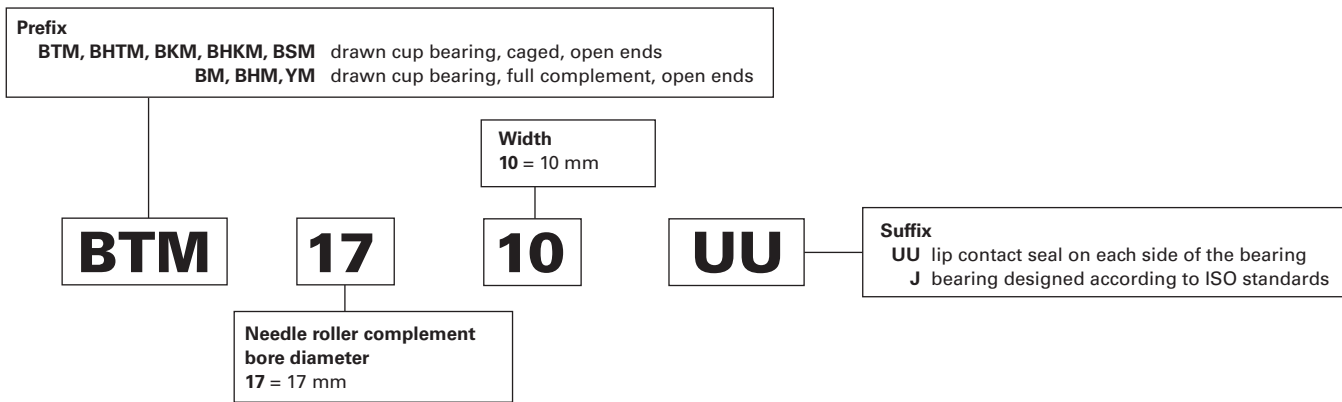 Prefix
BTM, BHTM, BKM, BHKM, BSM drawn cup bearing, caged, open ends
BM, BHM, YM drawn cup bearing, full complement, open ends
Width
10 = 10 mm
BTM 17 10 UU
Suffix
UU lip contact seal on each side of the bearing
J bearing designed according to ISO standards
Needle roller complement
bore diameter
17 = 17 mm